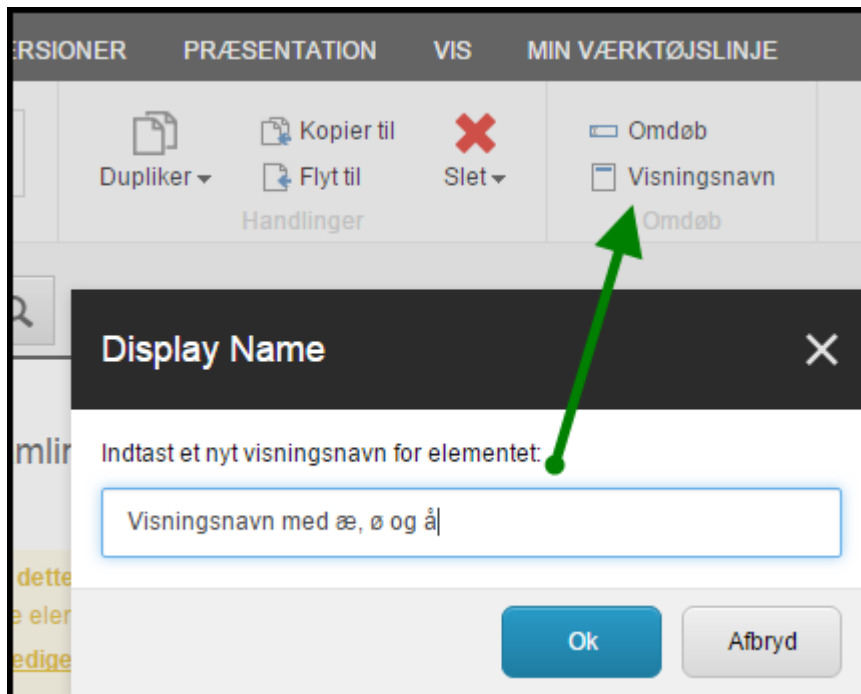 ERSIONER PRÆSENTATION VIS MIN VÆRKTØJSLINJE
Kopier til Omdøb
Dupliker Flyt til Slet Visningsnavn
Handlinger Omdøb
Display Name
Indtast et nyt visningsnavn for elementet:
Visningsnavn med æ, ø og å
dette
Ok Afbryd